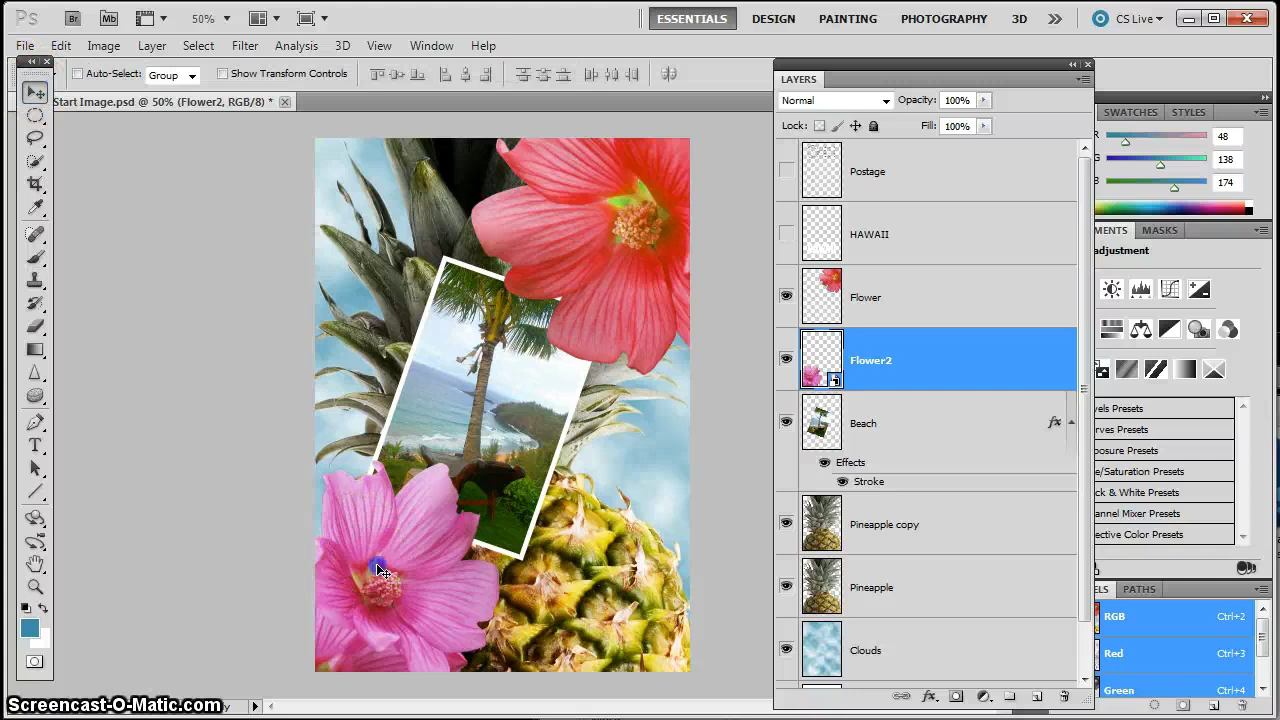 Ps Br Mb 50% ESSENTIALS DESIGN PAINTING PHOTOGRAPHY 3D CS Live
File Edit Image Layer Select Filter Analysis 3D View Window Help
Auto-Select: Group Show Transform Controls
Start Image.psd @ 50% (Flower2, RGB/8) *
LAYERS
Normal Opacity: 100%
Lock: Fill: 100%
Postage
HAWAII
Flower
Flower2
Beach fx
Effects
Stroke
Pineapple copy
Pineapple
Clouds
SWATCHES STYLES
R 48
G 138
B 174
MENTS MASKS
adjustment
vels Presets
rves Presets
posure Presets
e/Saturation Presets
ck & White Presets
annel Mixer Presets
ective Color Presets
ELS PATHS
RGB Ctrl+2
Red Ctrl+3
Green Ctrl+4
Screencast-O-Matic.com